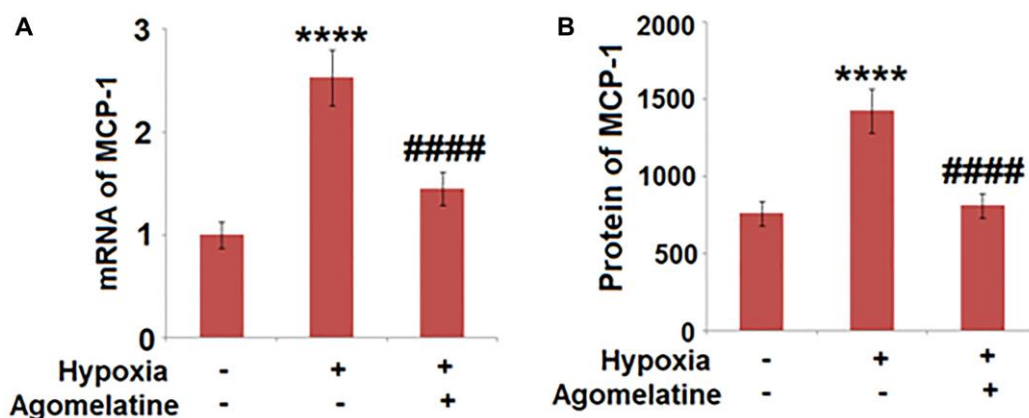 A
mRNA of MCP-1
3
2
1
0
****
####
Hypoxia - + +
Agomelatine - - +
B
Protein of MCP-1
2000
1500
1000
500
0
****
####
Hypoxia - + +
Agomelatine - - +